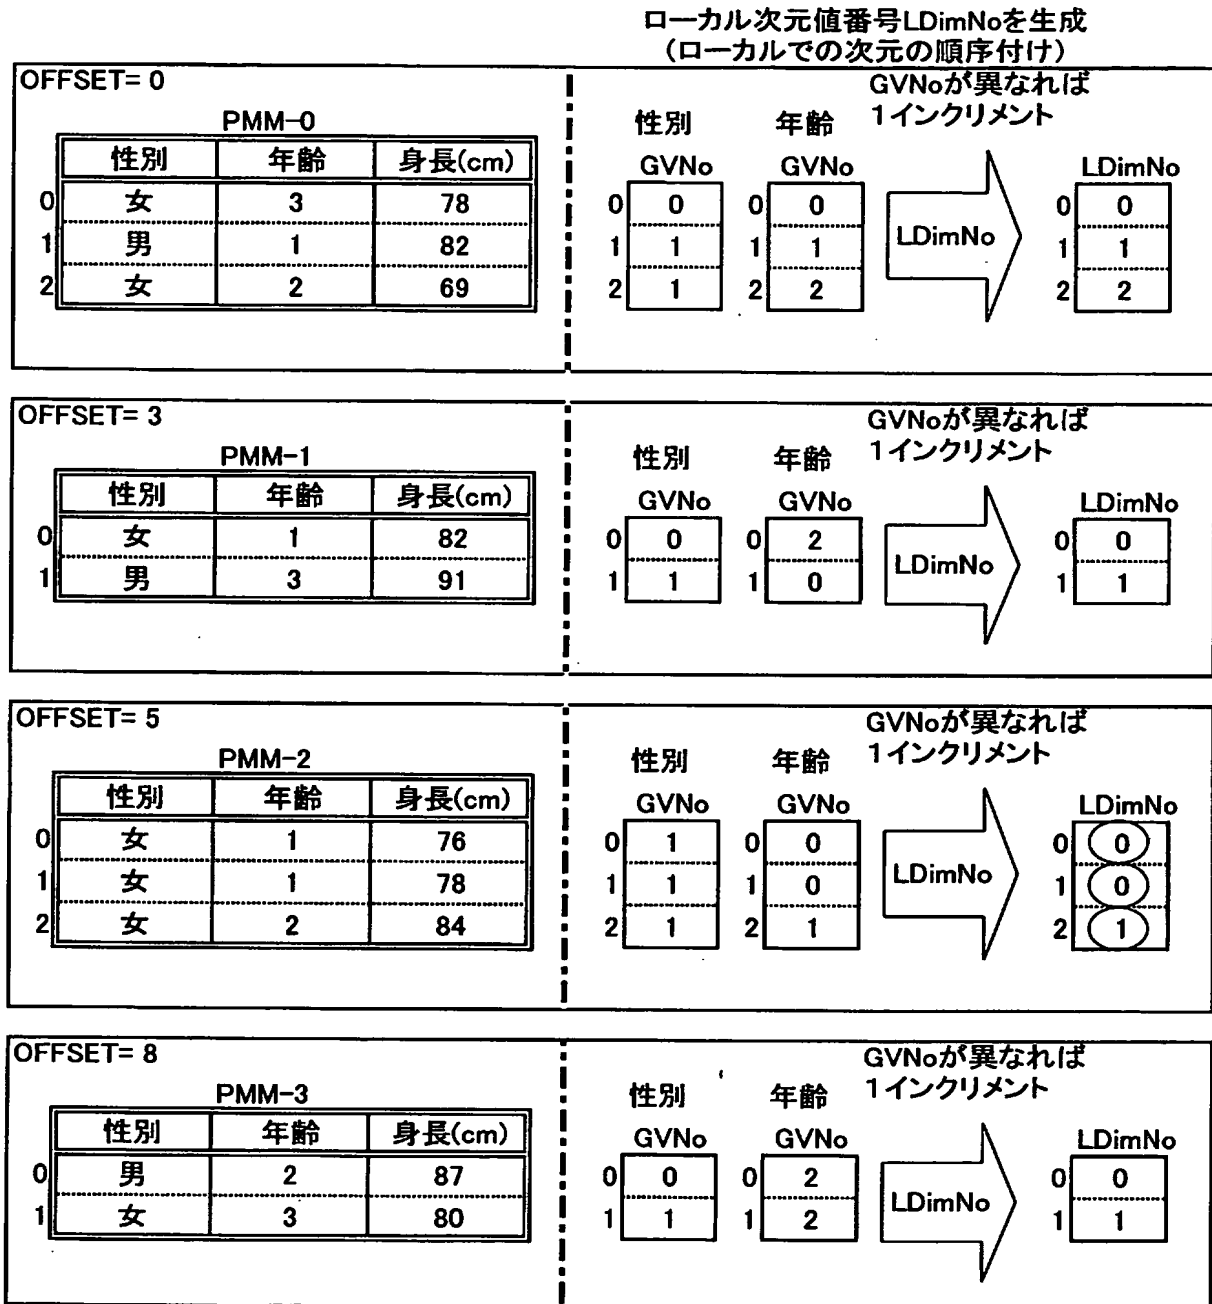 ローカル次元値番号LDimNoを生成
(ローカルでの次元の順序付け)
OFFSET= 0
PMM-0
性別 年齢 身長(cm)
0 女 3 78
1 男 1 82
2 女 2 69
GVNoが異なれば
1インクリメント
性別 年齢
GVNo GVNo LDimNo
0 0 0 0 0 0
1 1 1 1 1 1
2 1 2 2 2 2
LDimNo
OFFSET= 3
PMM-1
性別 年齢 身長(cm)
0 女 1 82
1 男 3 91
GVNoが異なれば
1インクリメント
性別 年齢
GVNo GVNo LDimNo
0 0 0 2 0 0
1 1 1 0 1 1
LDimNo
OFFSET= 5
PMM-2
性別 年齢 身長(cm)
0 女 1 76
1 女 1 78
2 女 2 84
GVNoが異なれば
1インクリメント
性別 年齢
GVNo GVNo LDimNo
0 1 0 0 0 0
1 1 1 0 1 0
2 1 2 1 2 1
LDimNo
OFFSET= 8
PMM-3
性別 年齢 身長(cm)
0 男 2 87
1 女 3 80
GVNoが異なれば
1インクリメント
性別 年齢
GVNo GVNo LDimNo
0 0 0 2 0 0
1 1 1 2 1 1
LDimNo